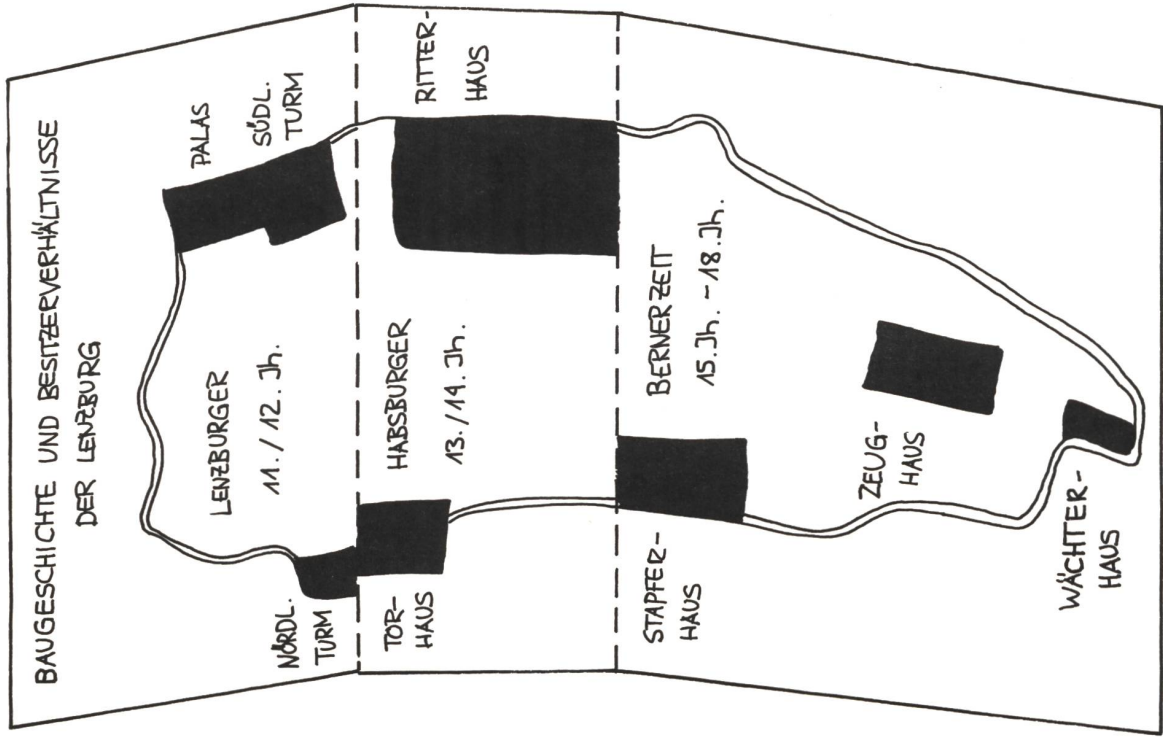 BAUGESCHICHTE UND BESITZERVERHÄLTNISSE
DER LENZBURG
PALAS
SÜDL.
TURM
LENZBURGER
11. / 12. Jh.
NÖRDL.
TURM
RITTER-
HAUS
HABSBURGER
13. / 14. Jh.
TOR-
HAUS
BERNERZEIT
15. Jh. - 18. Jh.
STAPFER-
HAUS
ZEUG-
HAUS
WÄCHTER-
HAUS